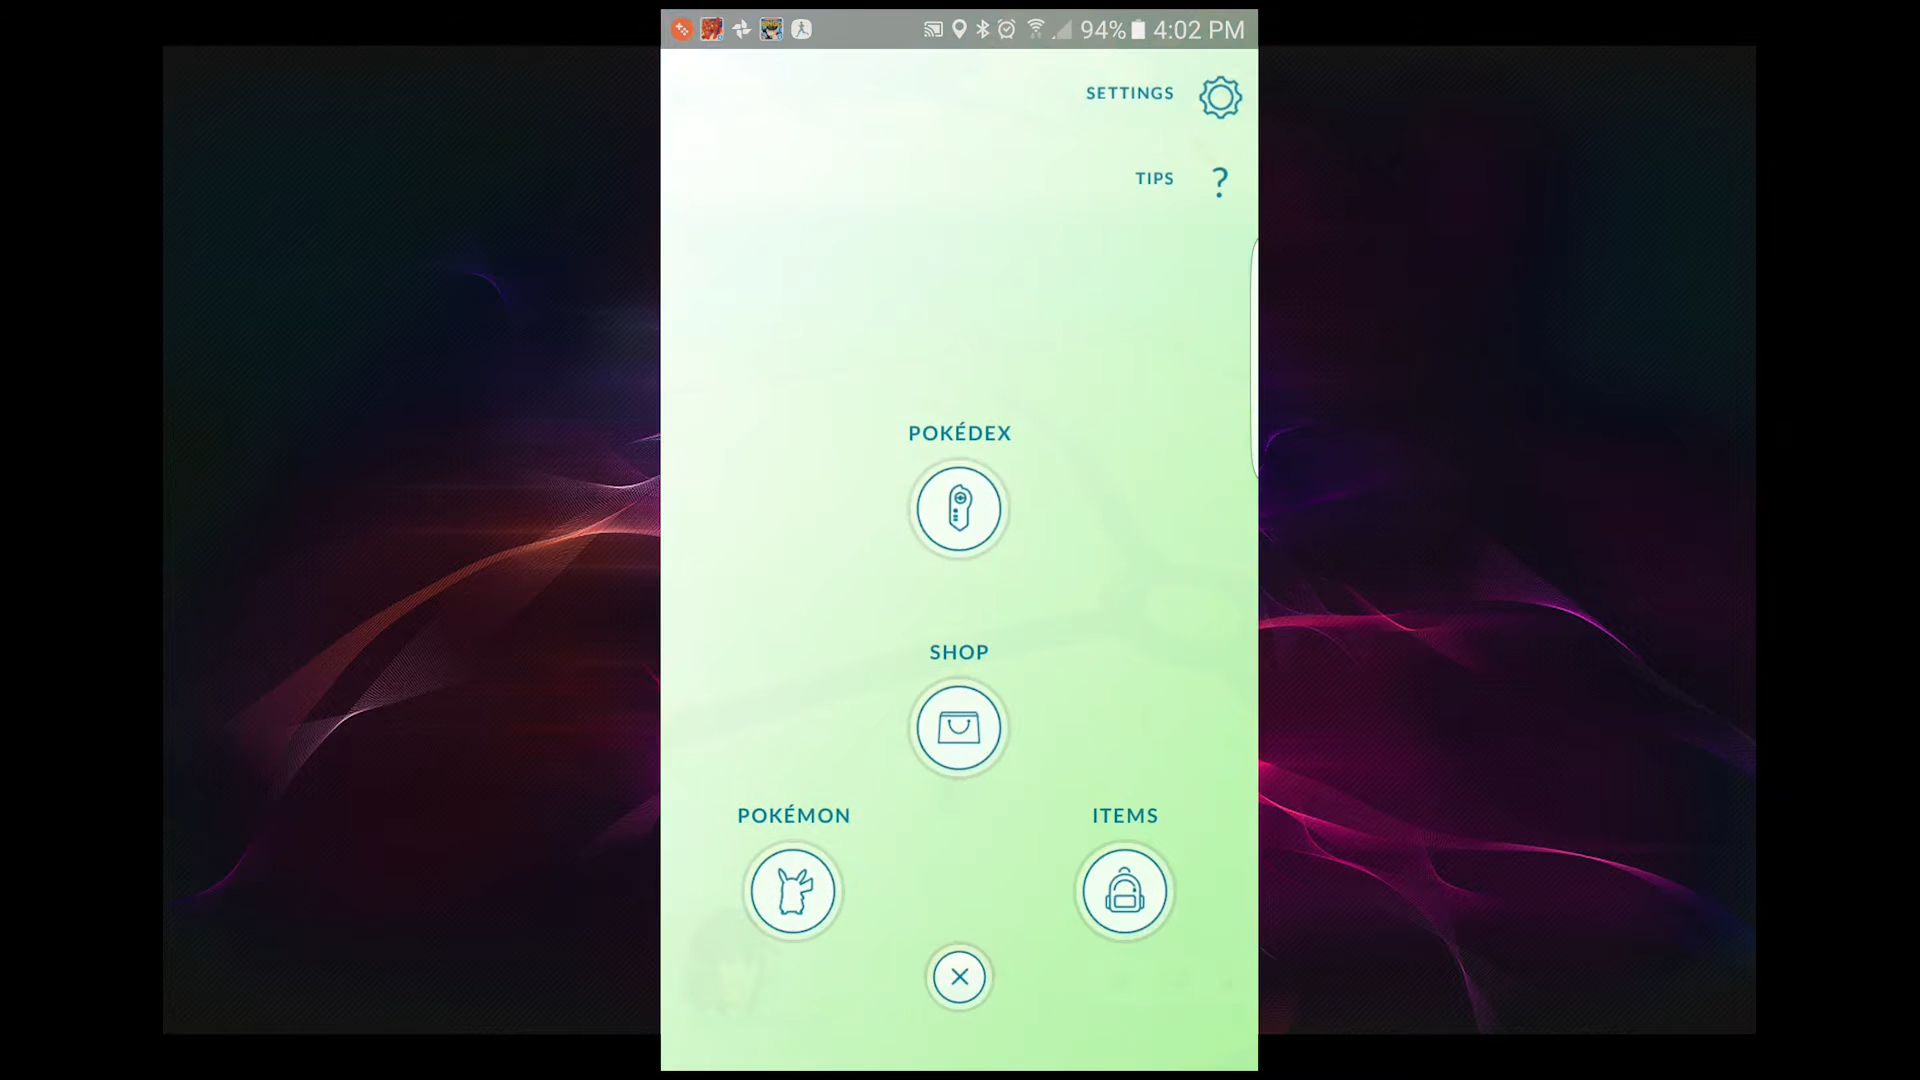 94% 4:02 PM
SETTINGS
TIPS ?
POKÉDEX
SHOP
POKÉMON
ITEMS